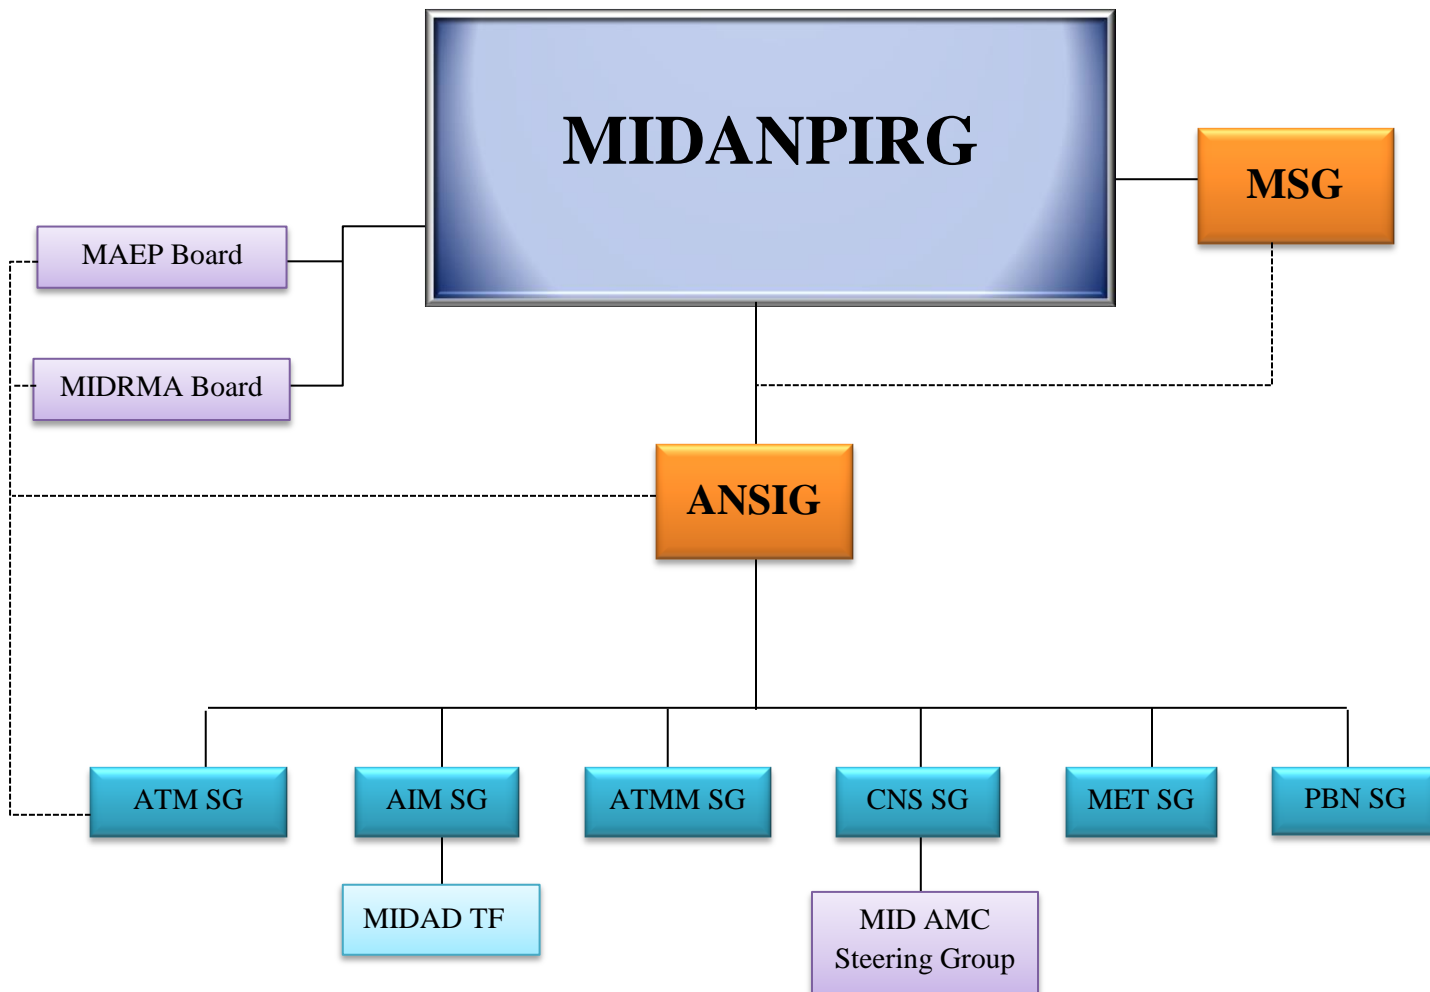 MIDANPIRG
MSG
MAEP Board
MIDRMA Board
ANSIG
ATM SG
AIM SG
ATMM SG
CNS SG
MET SG
PBN SG
MIDAD TF
MID AMC
Steering Group